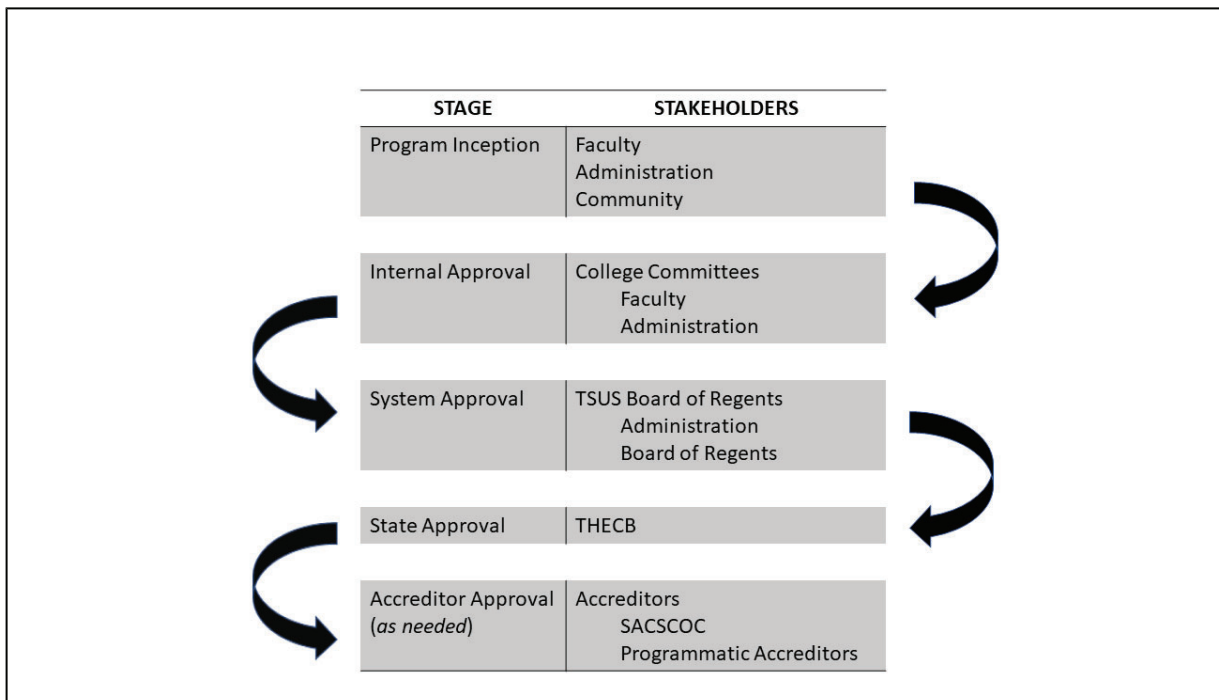 STAGE STAKEHOLDERS
Program Inception Faculty
Administration
Community
Internal Approval College Committees
Faculty
Administration
System Approval TSUS Board of Regents
Administration
Board of Regents
State Approval THECB
Accreditor Approval Accreditors
(as needed) SACSCOC
Programmatic Accreditors